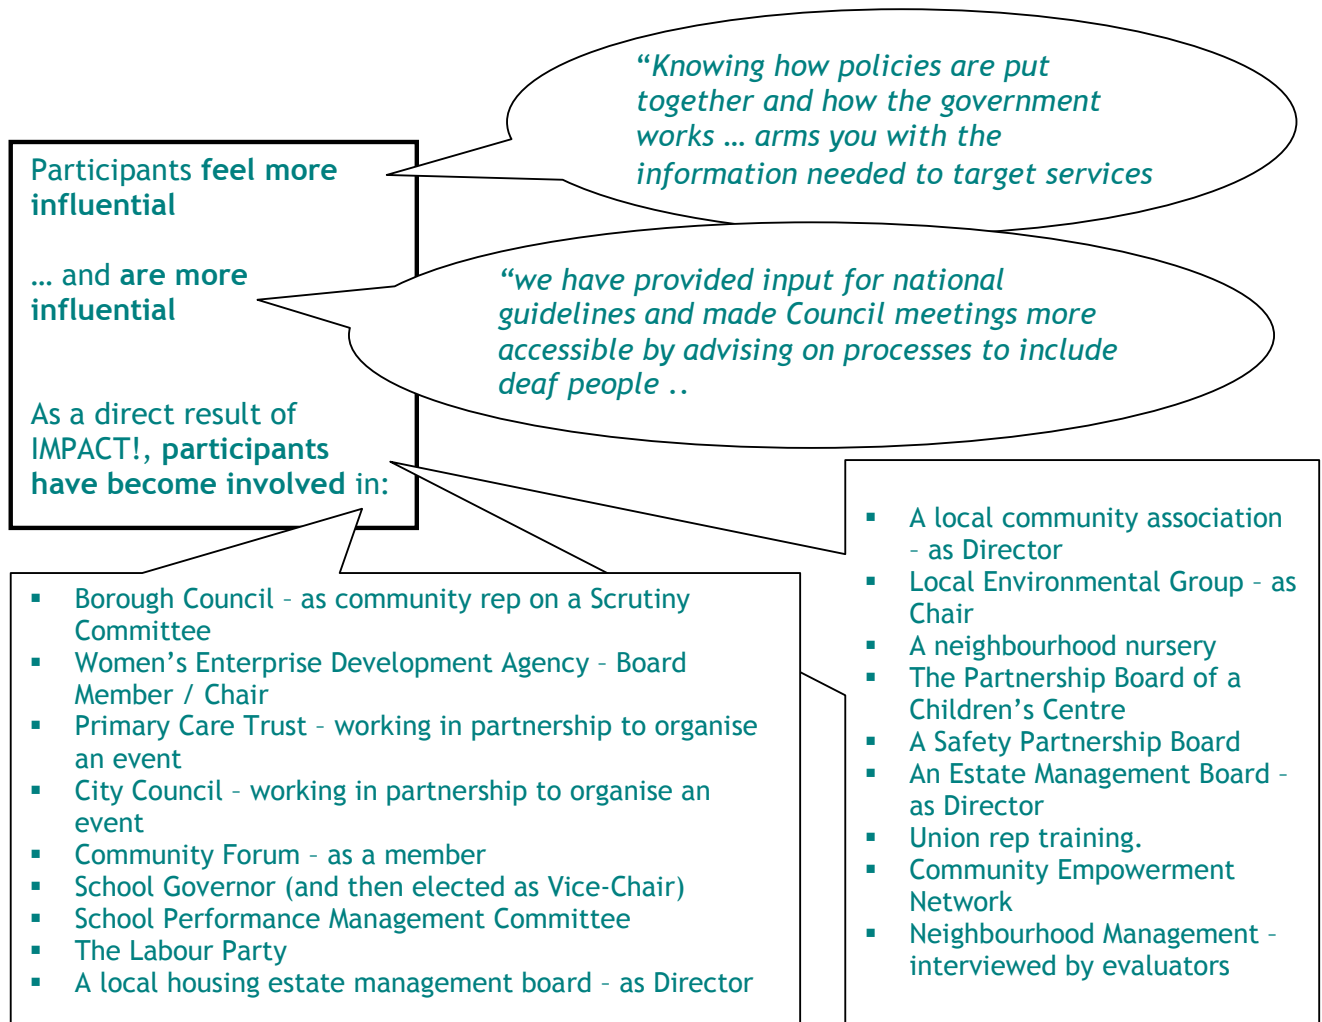 “Knowing how policies are put
together and how the government
works … arms you with the
information needed to target services
Participants feel more
influential
… and are more
influential
“we have provided input for national
guidelines and made Council meetings more
accessible by advising on processes to include
deaf people ..
As a direct result of
IMPACT!, participants
have become involved in:
▪ Borough Council – as community rep on a Scrutiny
Committee
▪ Women’s Enterprise Development Agency – Board
Member / Chair
▪ Primary Care Trust – working in partnership to organise
an event
▪ City Council – working in partnership to organise an
event
▪ Community Forum – as a member
▪ School Governor (and then elected as Vice-Chair)
▪ School Performance Management Committee
▪ The Labour Party
▪ A local housing estate management board – as Director
▪ A local community association
– as Director
▪ Local Environmental Group – as
Chair
▪ A neighbourhood nursery
▪ The Partnership Board of a
Children’s Centre
▪ A Safety Partnership Board
▪ An Estate Management Board –
as Director
▪ Union rep training.
▪ Community Empowerment
Network
▪ Neighbourhood Management –
interviewed by evaluators